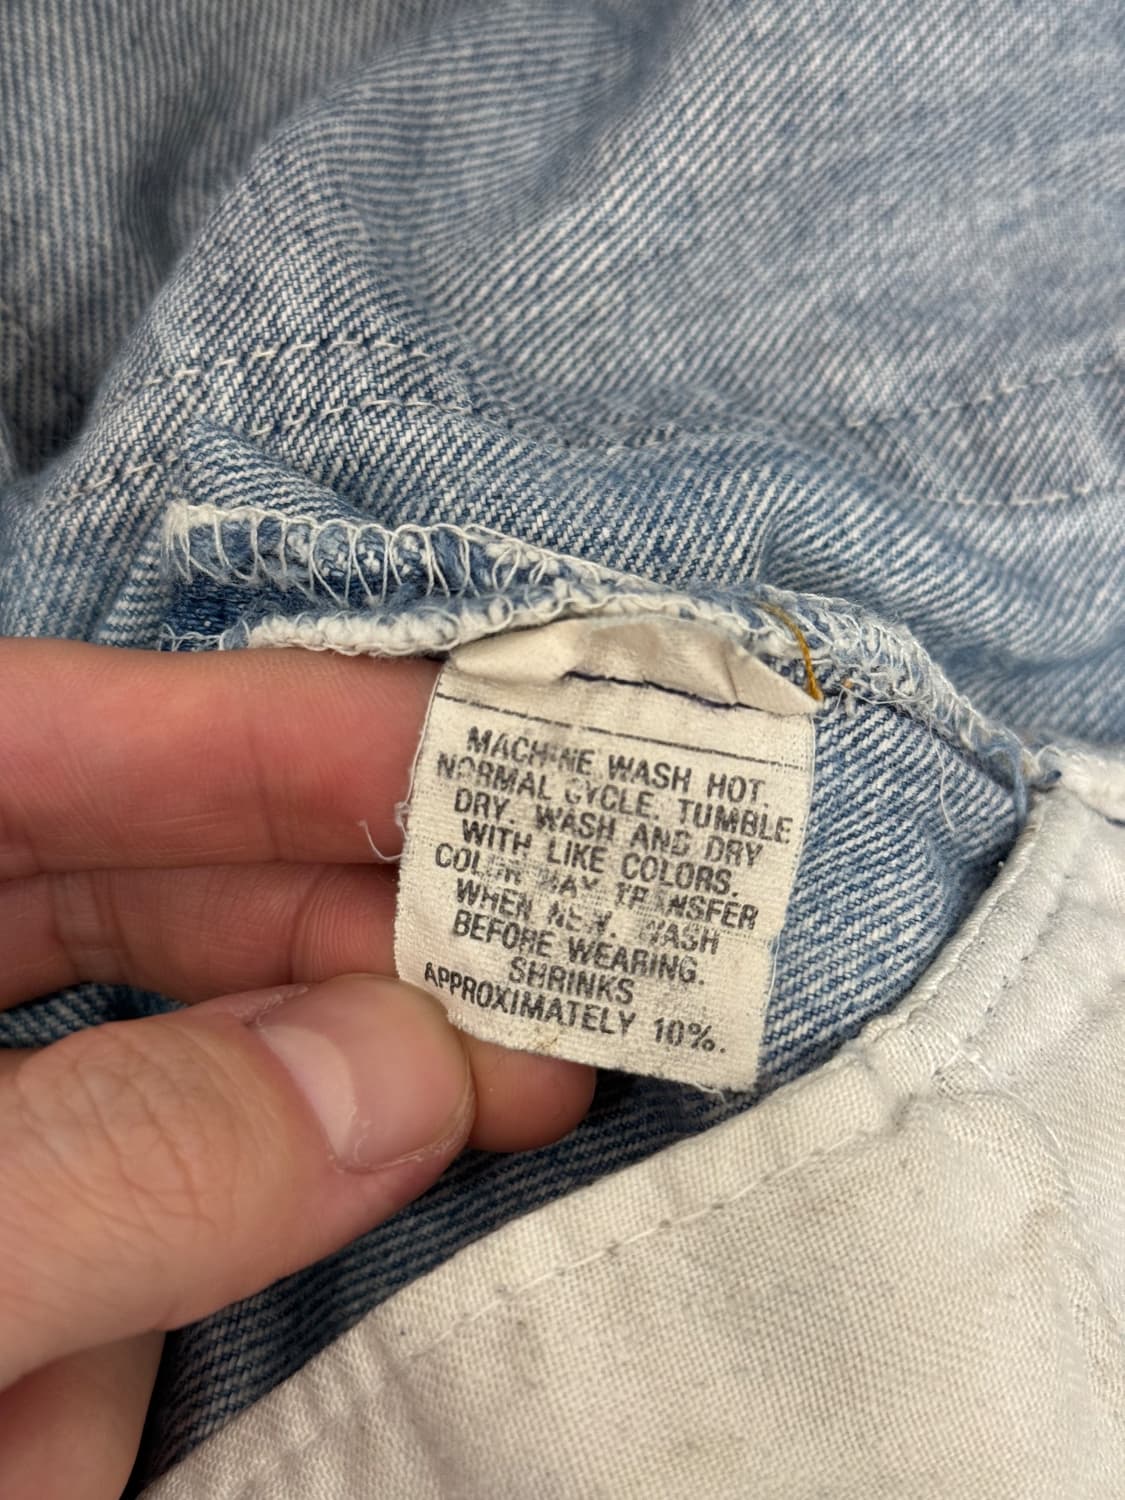 MACHINE WASH HOT,
NORMAL CYCLE. TUMBLE
DRY. WASH AND DRY
WITH LIKE COLORS.
COLOR MAY TRANSFER
WHEN NEW. WASH
BEFORE WEARING.
SHRINKS
APPROXIMATELY 10%.